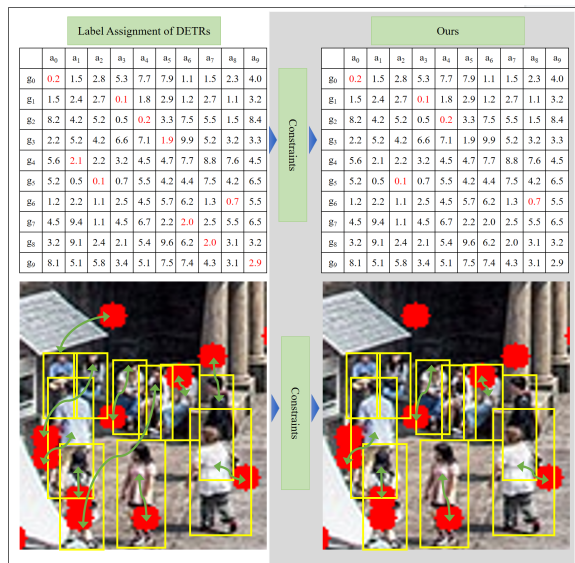 Label Assignment of DETRs
a0 a1 a2 a3 a4 a5 a6 a7 a8 a9
g0 0.2 1.5 2.8 5.3 7.7 7.9 1.1 1.5 2.3 4.0
g1 1.5 2.4 2.7 0.1 1.8 2.9 1.2 2.7 1.1 3.2
g2 8.2 4.2 5.2 0.5 0.2 3.3 7.5 5.5 1.5 8.4
g3 2.2 5.2 4.2 6.6 7.1 1.9 9.9 5.2 3.2 3.3
g4 5.6 2.1 2.2 3.2 4.5 4.7 7.7 8.8 7.6 4.5
g5 5.2 0.5 0.1 0.7 5.5 4.2 4.4 7.5 4.2 6.5
g6 1.2 2.2 1.1 2.5 4.5 5.7 6.2 1.3 0.7 5.5
g7 4.5 9.4 1.1 4.5 6.7 2.2 2.0 2.5 5.5 6.5
g8 3.2 9.1 2.4 2.1 5.4 9.6 6.2 2.0 3.1 3.2
g9 8.1 5.1 5.8 3.4 5.1 7.5 7.4 4.3 3.1 2.9
Constraints
Ours
a0 a1 a2 a3 a4 a5 a6 a7 a8 a9
g0 0.2 1.5 2.8 5.3 7.7 7.9 1.1 1.5 2.3 4.0
g1 1.5 2.4 2.7 0.1 1.8 2.9 1.2 2.7 1.1 3.2
g2 8.2 4.2 5.2 0.5 0.2 3.3 7.5 5.5 1.5 8.4
g3 2.2 5.2 4.2 6.6 7.1 1.9 9.9 5.2 3.2 3.3
g4 5.6 2.1 2.2 3.2 4.5 4.7 7.7 8.8 7.6 4.5
g5 5.2 0.5 0.1 0.7 5.5 4.2 4.4 7.5 4.2 6.5
g6 1.2 2.2 1.1 2.5 4.5 5.7 6.2 1.3 0.7 5.5
g7 4.5 9.4 1.1 4.5 6.7 2.2 2.0 2.5 5.5 6.5
g8 3.2 9.1 2.4 2.1 5.4 9.6 6.2 2.0 3.1 3.2
g9 8.1 5.1 5.8 3.4 5.1 7.5 7.4 4.3 3.1 2.9
Constraints